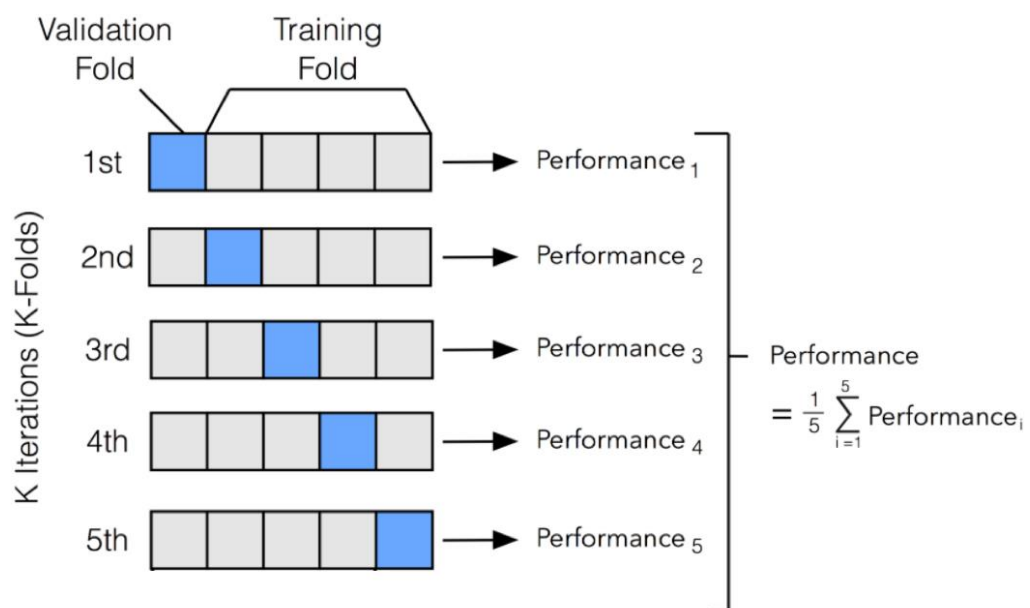 Validation
Fold
Training
Fold
K Iterations (K-Folds)
1st
Performance 1
2nd
Performance 2
3rd
Performance 3
4th
Performance 4
5th
Performance 5
Performance
= 1/5 5∑i=1 Performancei